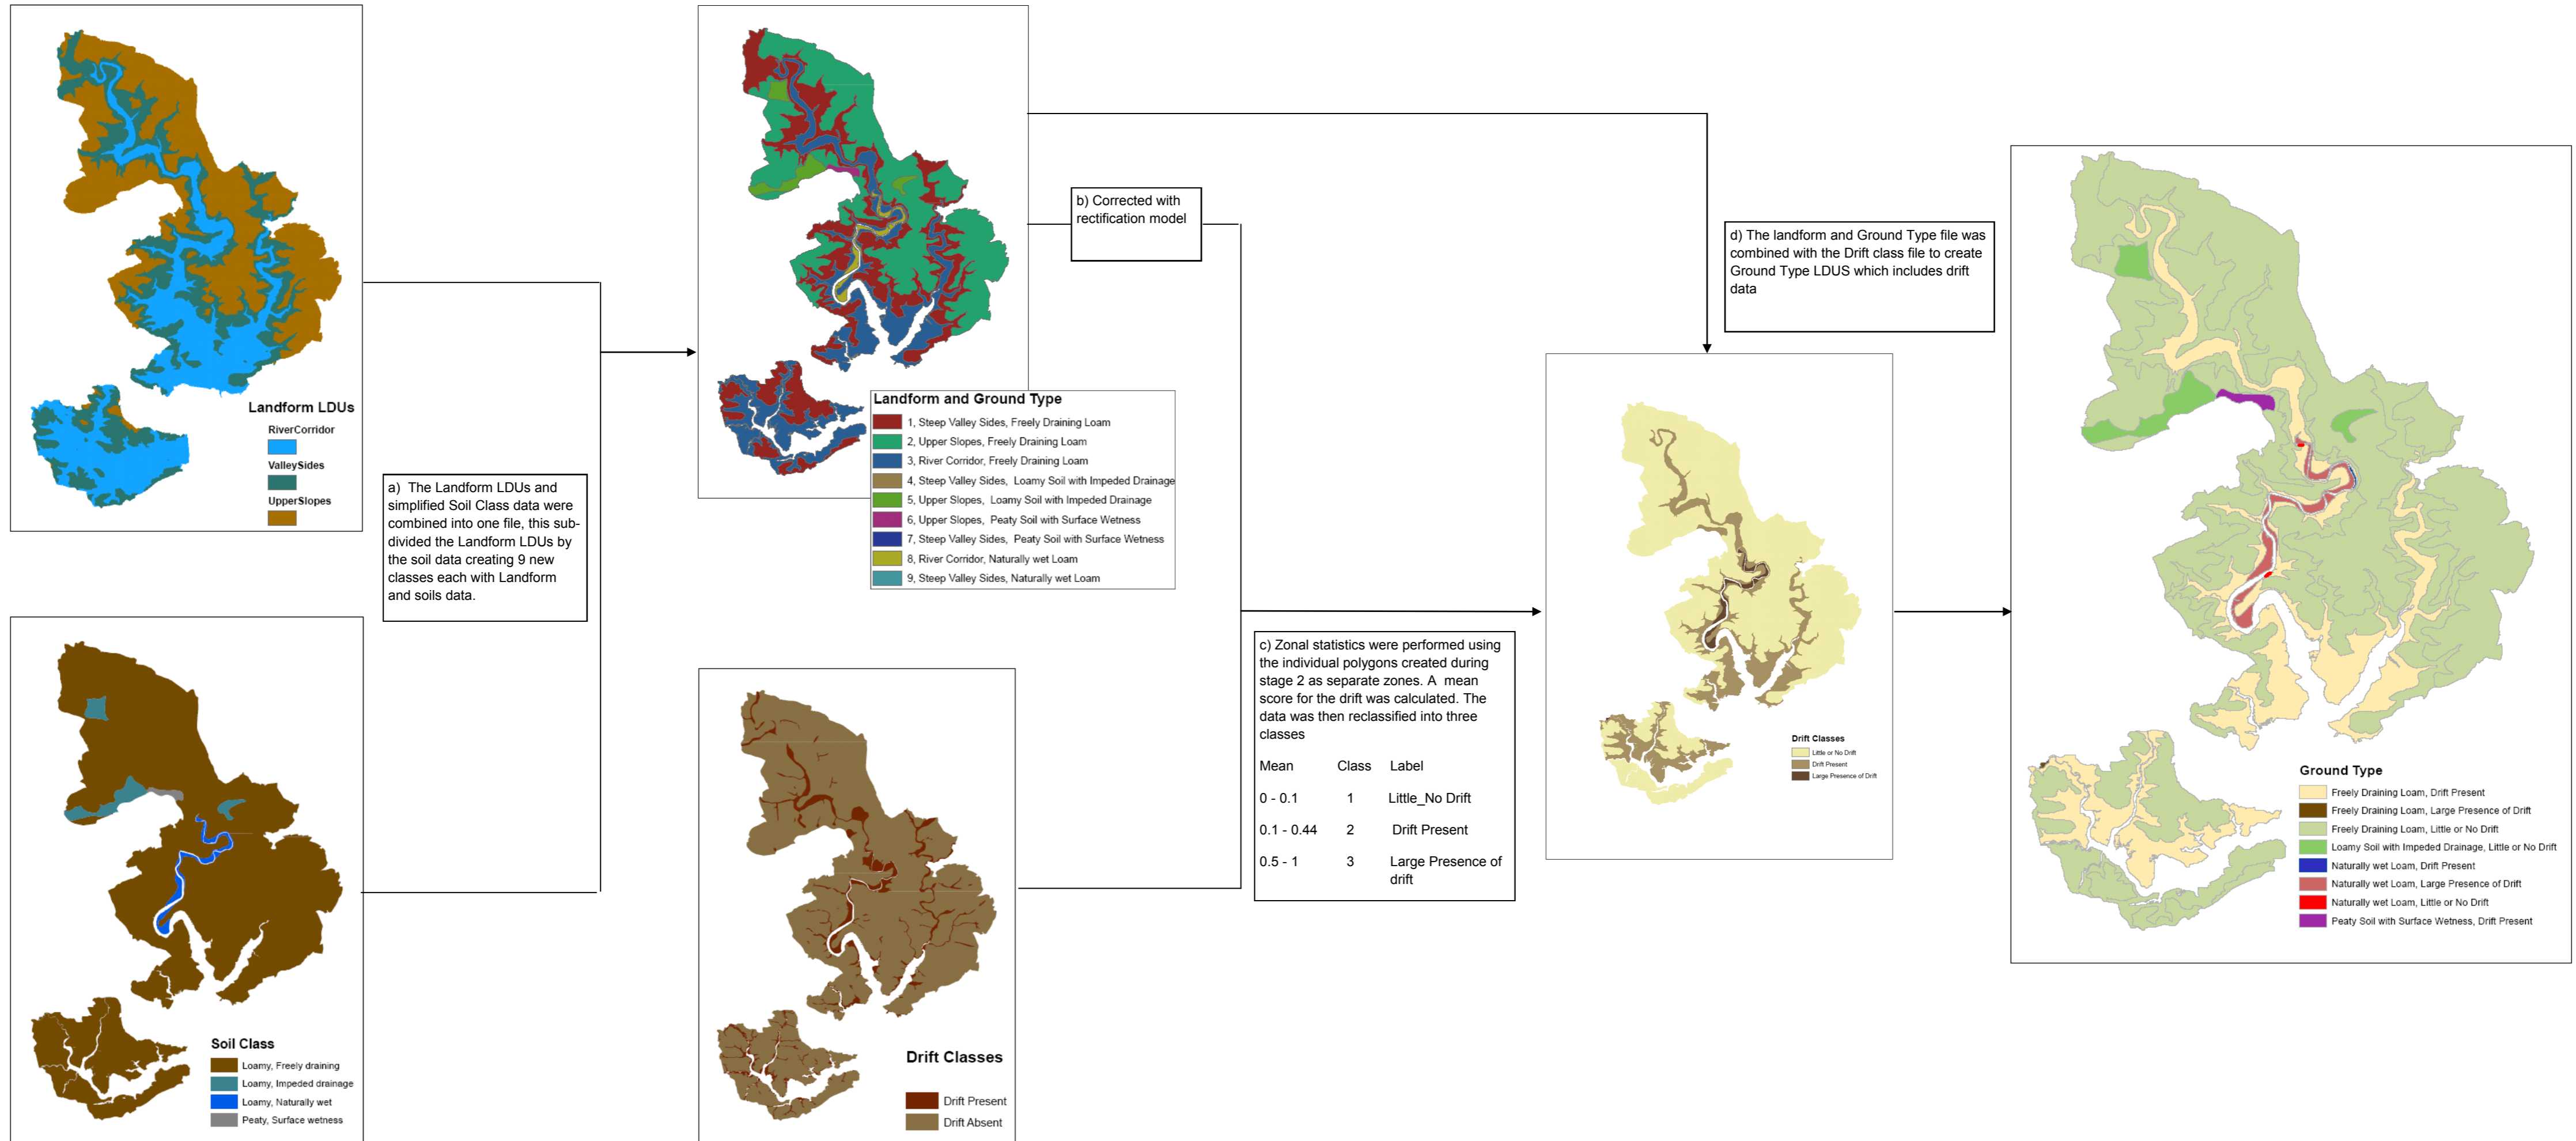 Landform LDUs
RiverCorridor
ValleySides
UpperSlopes
a) The Landform LDUs and
simplified Soil Class data were
combined into one file, this sub-
divided the Landform LDUs by
the soil data creating 9 new
classes each with Landform
and soils data.
Soil Class
Loamy, Freely draining
Loamy, Impeded drainage
Loamy, Naturally wet
Peaty, Surface wetness
Landform and Ground Type
1, Steep Valley Sides, Freely Draining Loam
2, Upper Slopes, Freely Draining Loam
3, River Corridor, Freely Draining Loam
4, Steep Valley Sides, Loamy Soil with Impeded Drainage
5, Upper Slopes, Loamy Soil with Impeded Drainage
6, Upper Slopes, Peaty Soil with Surface Wetness
7, Steep Valley Sides, Peaty Soil with Surface Wetness
8, River Corridor, Naturally wet Loam
9, Steep Valley Sides, Naturally wet Loam
b) Corrected with
rectification model
Drift Classes
Drift Present
Drift Absent
c) Zonal statistics were performed using
the individual polygons created during
stage 2 as separate zones. A mean
score for the drift was calculated. The
data was then reclassified into three
classes
Mean Class Label
0 - 0.1 1 Little_No Drift
0.1 - 0.44 2 Drift Present
0.5 - 1 3 Large Presence of
drift
d) The landform and Ground Type file was
combined with the Drift class file to create
Ground Type LDUS which includes drift
data
Drift Classes
Little or No Drift
Drift Present
Large Presence of Drift
Ground Type
Freely Draining Loam, Drift Present
Freely Draining Loam, Large Presence of Drift
Freely Draining Loam, Little or No Drift
Loamy Soil with Impeded Drainage, Little or No Drift
Naturally wet Loam, Drift Present
Naturally wet Loam, Large Presence of Drift
Naturally wet Loam, Little or No Drift
Peaty Soil with Surface Wetness, Drift Present